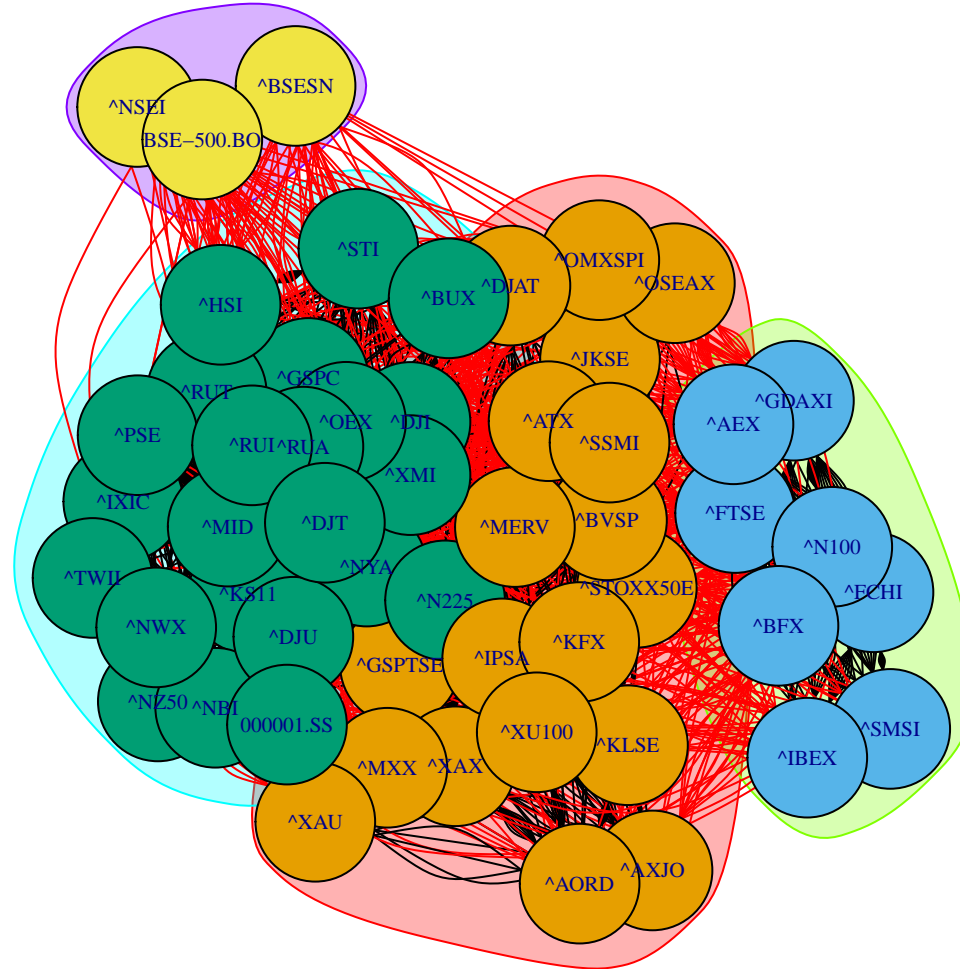 ^BSESN
^NSEI
BSE−500.BO
^STI
^OMXSPI
^OSEAX
^DJAT
^BUX
^HSI
^JKSE
^GSPC
^RUT
^GDAXI
^AEX
^OEX
^DJI
^ATX
^PSE
^RUI
^RUA
^SSMI
^XMI
^IXIC
^FTSE
^MID
^DJT
^MERV
^BVSP
^N100
^TWII
^NYA
^STOXX50E
^FCHI
^KS11
^N225
^NWX
^DJU
^KFX
^BFX
^GSPTSE
^IPSA
^NZ50
^NBI
000001.SS
^XU100
^KLSE
^SMSI
^IBEX
^MXX
^XAX
^XAU
^AXJO
^AORD